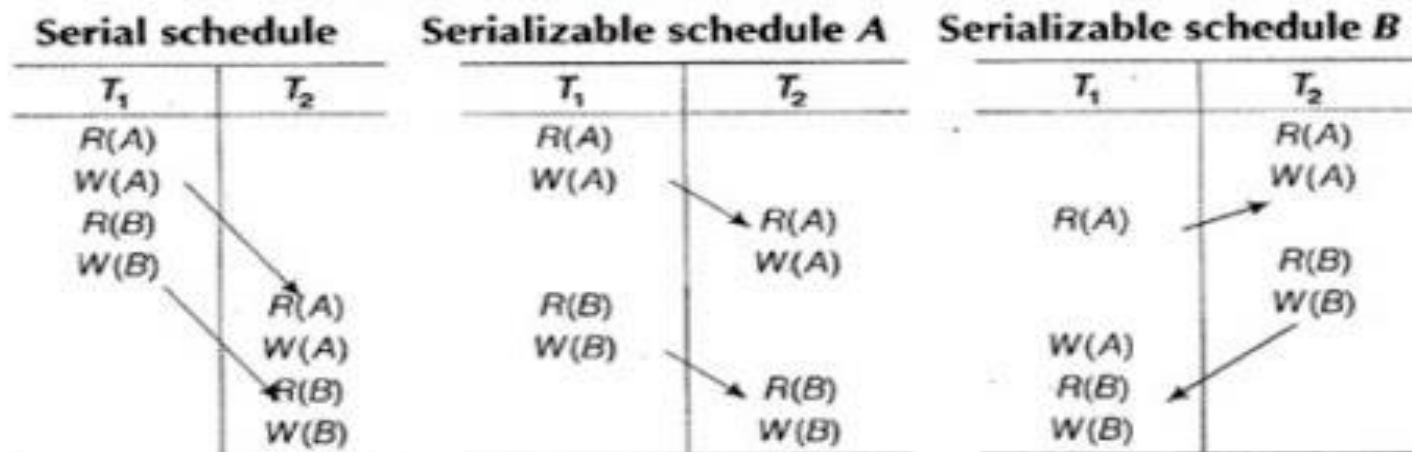 Serial schedule
T₁ T₂
R(A)
W(A)
R(B)
W(B)
R(A)
W(A)
R(B)
W(B)
Serializable schedule A
T₁ T₂
R(A)
W(A)
R(A)
W(A)
R(B)
W(B)
R(B)
W(B)
Serializable schedule B
T₁ T₂
R(A)
W(A)
R(A)
R(B)
W(B)
W(A)
R(B)
W(B)